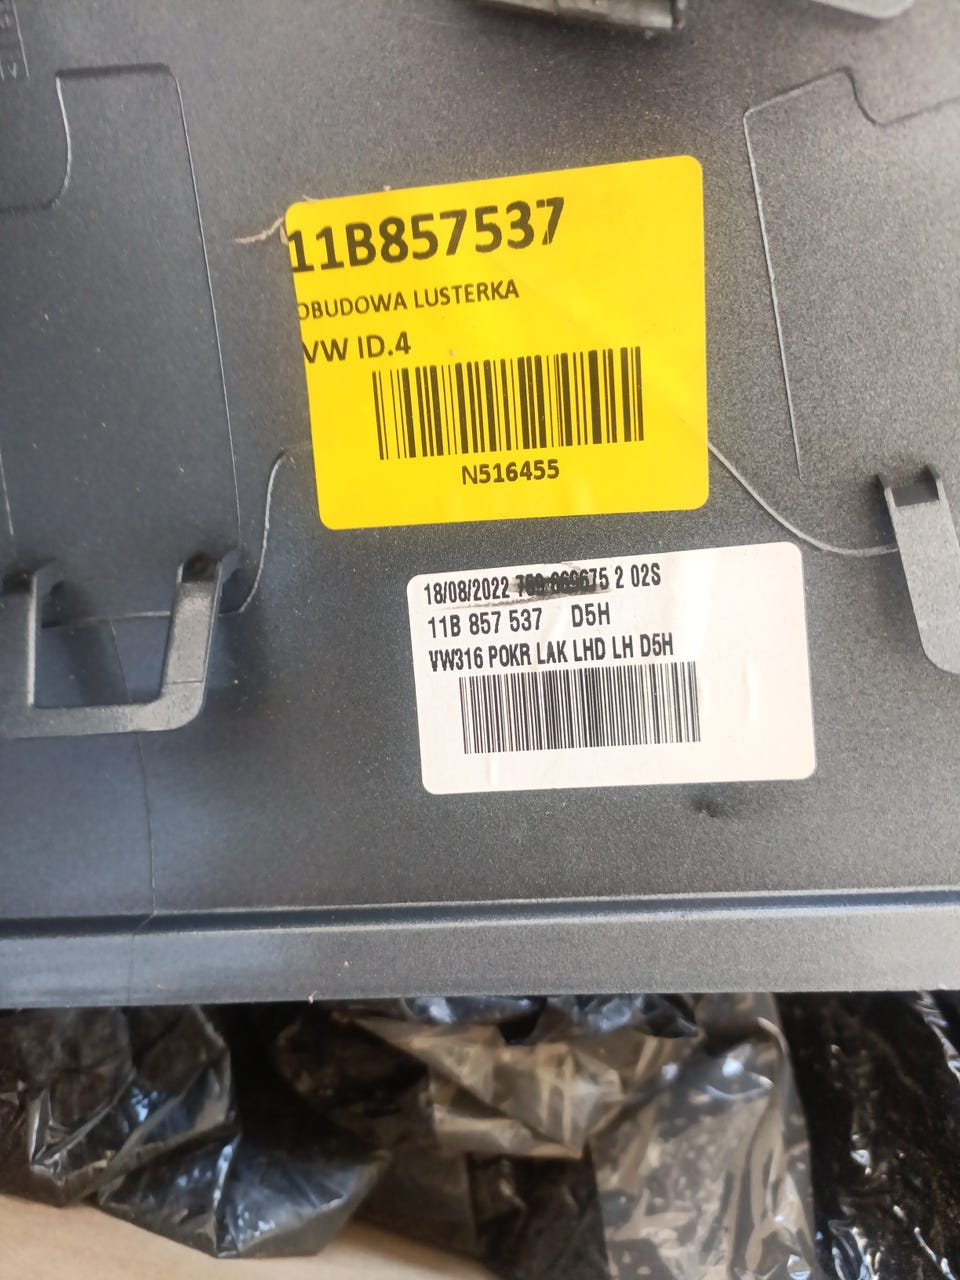 11B857537
OBUDOWA LUSTERKA
VW ID.4
N516455
18/08/2022 2 02S
11B 857 537 D5H
VW316 POKR LAK LHD LH D5H